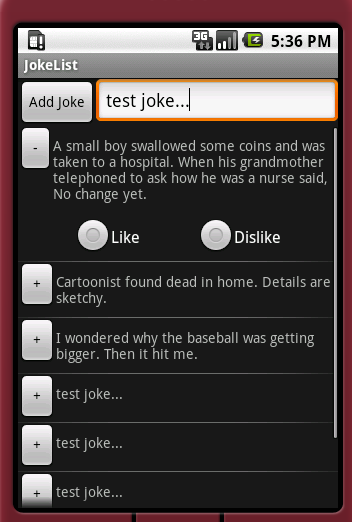 3G 5:36 PM
JokeList
Add Joke test joke...
- A small boy swallowed some coins and was
taken to a hospital. When his grandmother
telephoned to ask how he was a nurse said,
No change yet.
Like Dislike
+ Cartoonist found dead in home. Details are
sketchy.
+ I wondered why the baseball was getting
bigger. Then it hit me.
+ test joke...
+ test joke...
+ test joke...